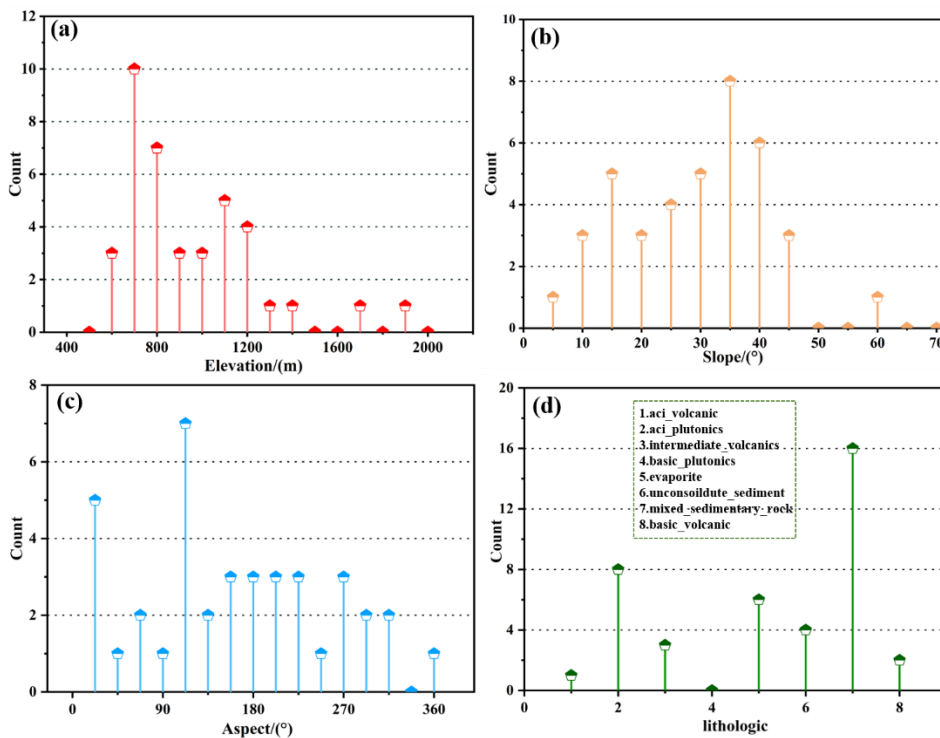 (a)
12
10
8
6
4
2
0
Count
400 800 1200 1600 2000
Elevation/(m)
(b)
10
8
6
4
2
0
Count
0 10 20 30 40 50 60 70
Slope/(°)
(c)
8
6
4
2
0
Count
0 90 180 270 360
Aspect/(°)
(d)
20
16
12
8
4
0
Count
1.aci_volcanic
2.aci_plutonics
3.intermediate_volcanics
4.basic_plutonics
5.evaporite
6.unconsoildute_sediment
7.mixed_sedimentary_rock
8.basic_volcanic
2 4 6 8
lithologic